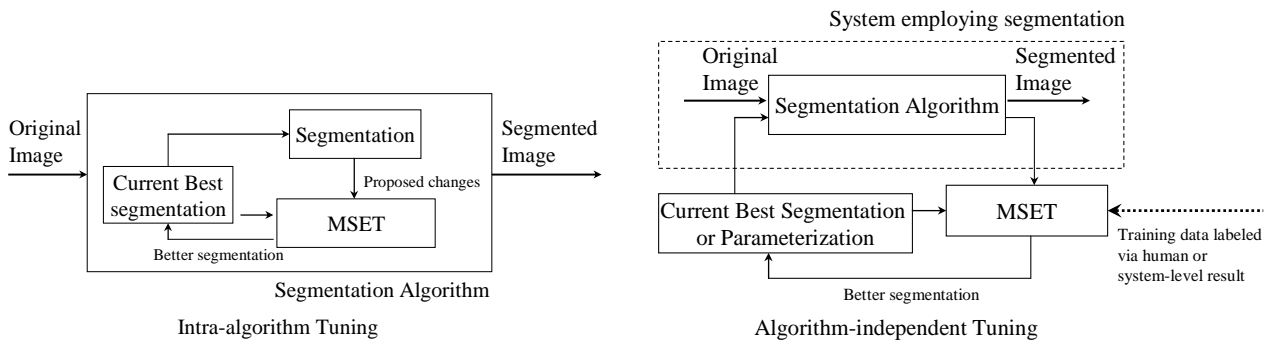 Original
Image
Segmentation
Segmented
Image
Proposed changes
Current Best
segmentation
MSET
Better segmentation
Segmentation Algorithm
Intra-algorithm Tuning
System employing segmentation
Original
Image
Segmented
Image
Segmentation Algorithm
Current Best Segmentation
or Parameterization
MSET
Training data labeled
via human or
system-level result
Better segmentation
Algorithm-independent Tuning